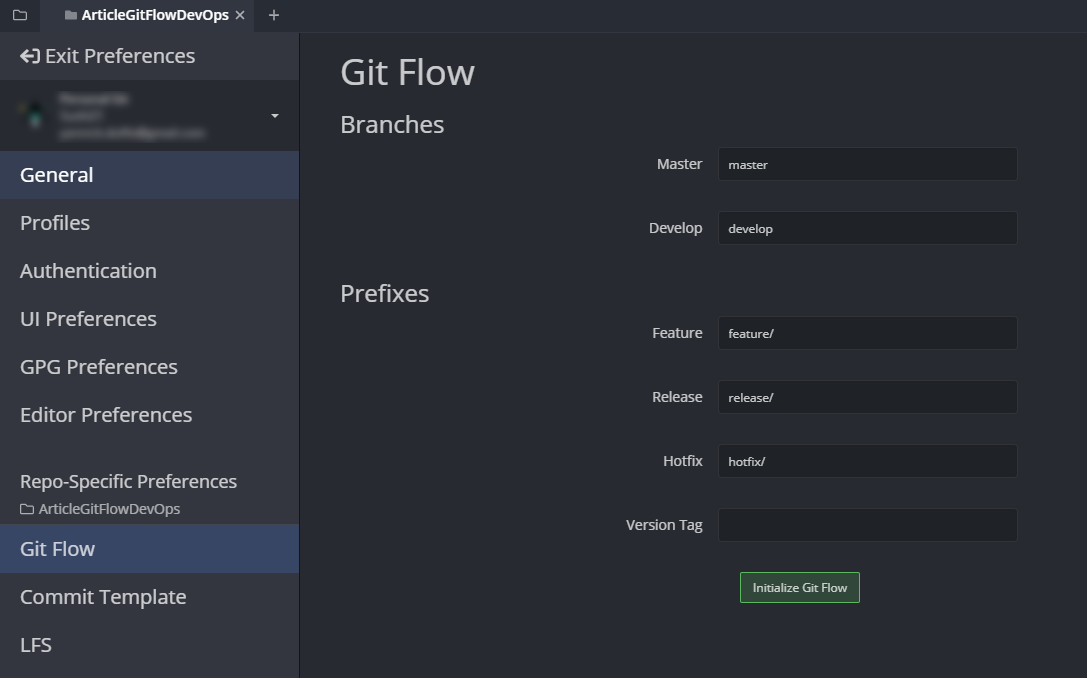 ArticleGitFlowDevOps
Exit Preferences
General
Profiles
Authentication
UI Preferences
GPG Preferences
Editor Preferences
Repo-Specific Preferences
ArticleGitFlowDevOps
Git Flow
Commit Template
LFS
Git Flow
Branches
Master master
Develop develop
Prefixes
Feature feature/
Release release/
Hotfix hotfix/
Version Tag
Initialize Git Flow